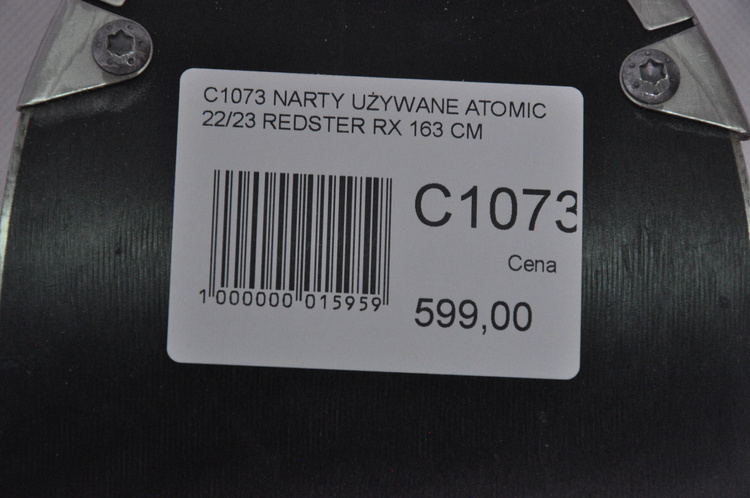 C1073 NARTY UŻYWANE ATOMIC
22/23 REDSTER RX 163 CM
C1073
Cena
599,00
1 000000 015959